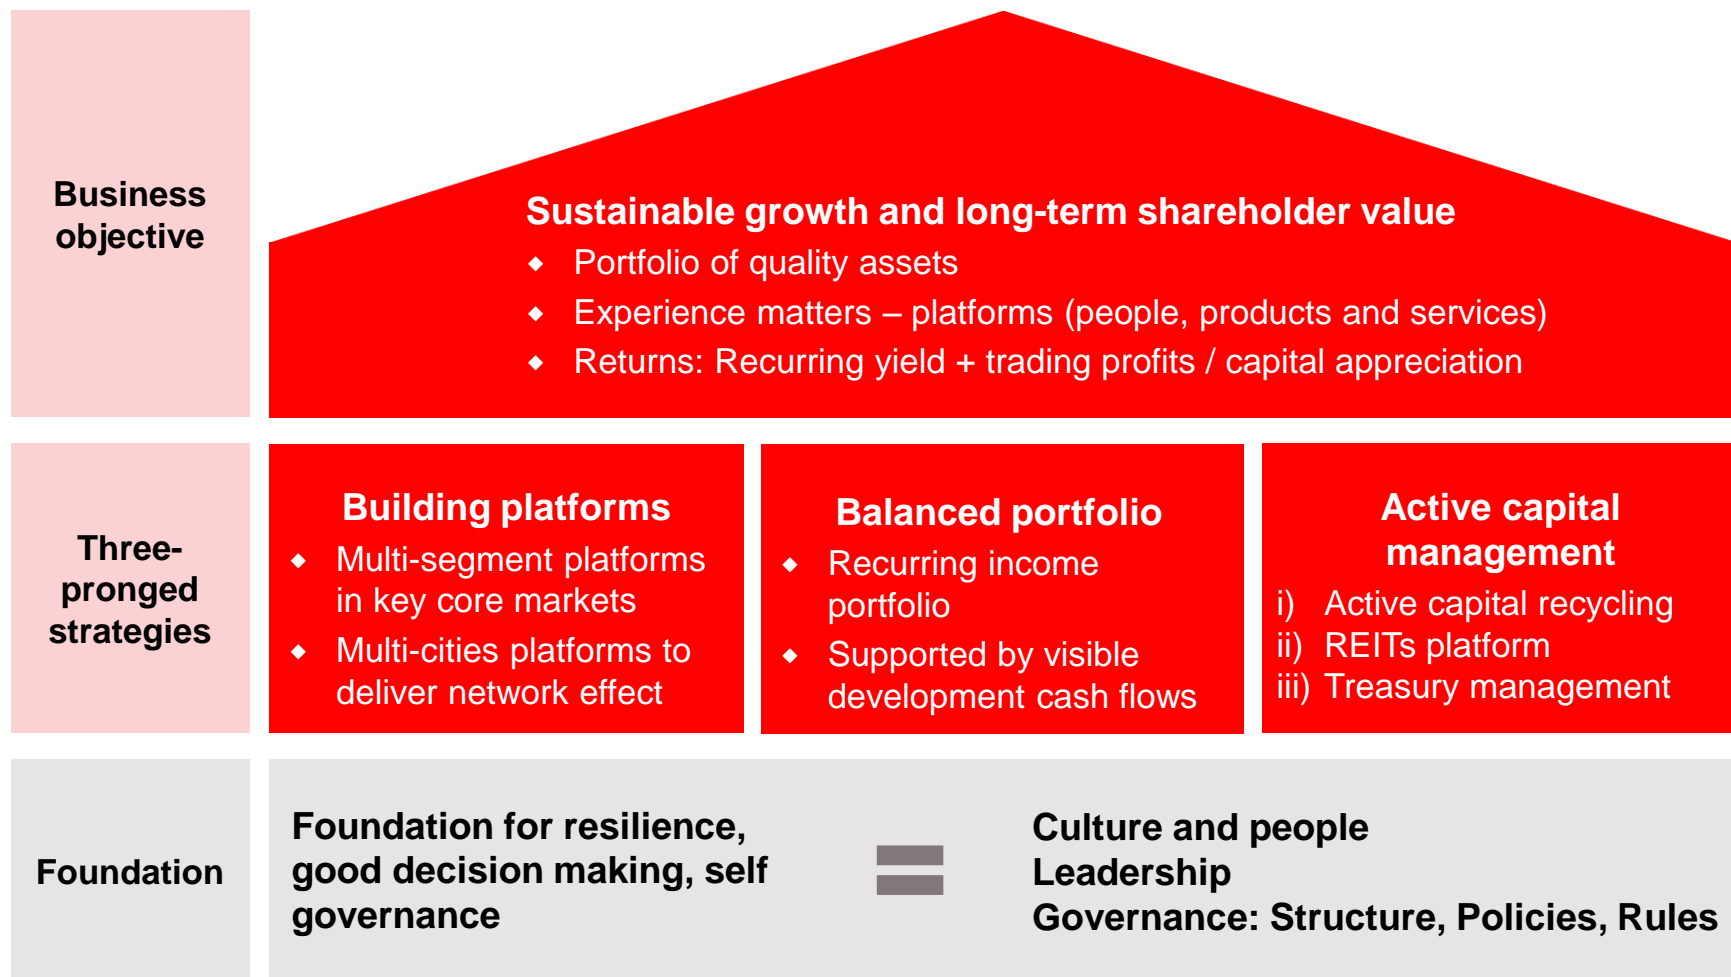 Business
objective
Sustainable growth and long-term shareholder value
◆ Portfolio of quality assets
◆ Experience matters – platforms (people, products and services)
◆ Returns: Recurring yield + trading profits / capital appreciation
Three-
pronged
strategies
Building platforms
◆ Multi-segment platforms
in key core markets
◆ Multi-cities platforms to
deliver network effect
Balanced portfolio
◆ Recurring income
portfolio
◆ Supported by visible
development cash flows
Active capital
management
i) Active capital recycling
ii) REITs platform
iii) Treasury management
Foundation
Foundation for resilience,
good decision making, self
governance
=
Culture and people
Leadership
Governance: Structure, Policies, Rules